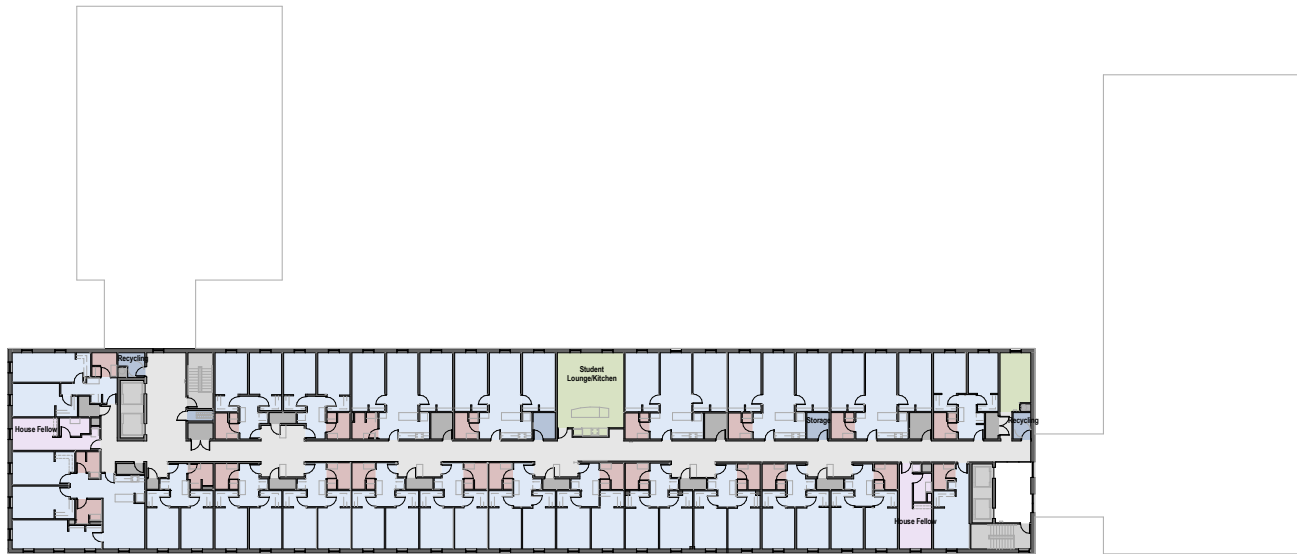 Recycling
Student
Lounge/Kitchen
Storage
Recycling
House Fellow
House Fellow